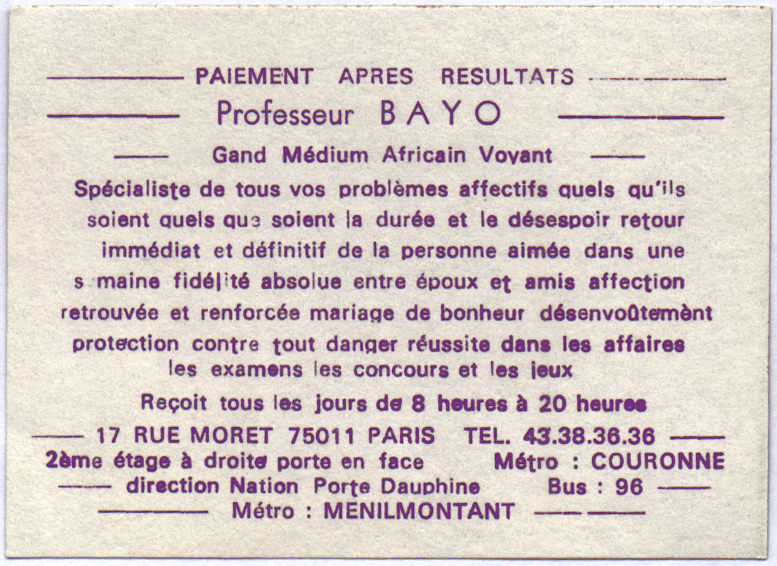 PAIEMENT APRES RESULTATS
Professeur BAYO
Gand Médium Africain Voyant
Spécialiste de tous vos problèmes affectifs quels qu'ils
soient quels que soient la durée et le désespoir retour
immédiat et définitif de la personne aimée dans une
s maine fidélité absolue entre époux et amis affection
retrouvée et renforcée mariage de bonheur désenvoûtemènt
protection contre tout danger réussite dans les affaires
les examens les concours et les jeux
Reçoit tous les jours de 8 heures à 20 heures
17 RUE MORET 75011 PARIS TEL. 43.38.36.36
2ème étage à droite porte en face Métro : COURONNE
direction Nation Porte Dauphine Bus : 96
Métro : MENILMONTANT